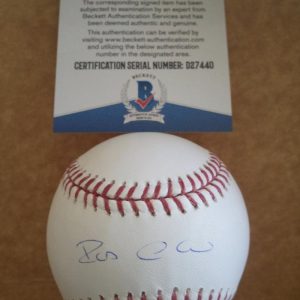 The corresponding signed item has been
subjected to examination by an expert from
Beckett Authentication Services and has
been deemed authentic and genuine.
This authentication can be verified by
visiting www.beckett-authentication.com
and utilizing the below serial
number in the designated area.
CERTIFICATION SERIAL NUMBER: D27440
BECKETT
B